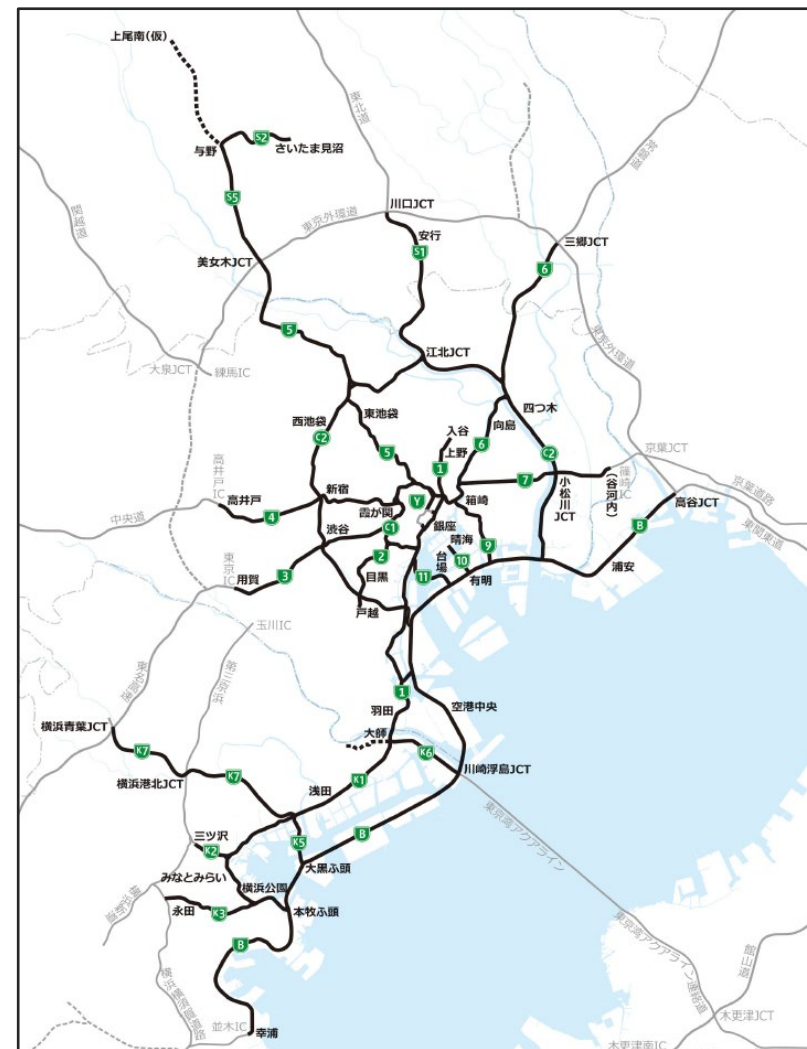 上尾南(仮)
東北道
常磐道
S2
さいたま見沼
与野
S5
川口JCT
関越道
東京外環道
安行
S1
三郷JCT
6
美女木JCT
5
江北JCT
東京外環道
大泉JCT
練馬IC
四つ木
西池袋
東池袋
入谷
向島
C2
5
上野
6
C2
京葉JCT
1
7
篠崎IC
(谷河内)
京葉道路
高井戸IC
新宿
箱崎
小松川JCT
高谷JCT
中央道
高井戸
4
霞が関
Y
B
東関東道
渋谷
C1
銀座
晴海
9
東京IC
2
台場
10
浦安
用賀
3
目黒
11
有明
戸越
玉川IC
東名高速
第三京浜
1
羽田
空港中央
横浜青葉JCT
大師
K7
K6
川崎浮島JCT
横浜港北JCT
K7
浅田
K1
東京湾アクアライン
三ツ沢
K5
B
K2
大黒ふ頭
みなとみらい
横浜公園
横浜新道
永田
K3
本牧ふ頭
東京湾アクアライン連絡道
館山道
B
横浜横須賀道路
並木IC
幸浦
木更津JCT
木更津南IC